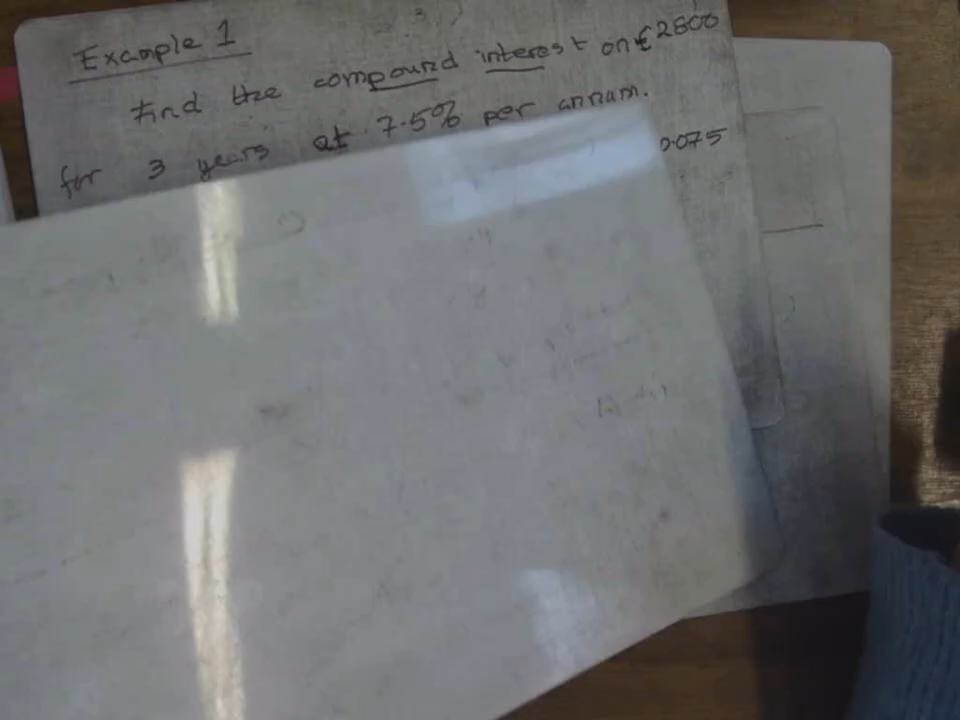 Example 1
Find the compound interest on €2800
for 3 years at 7.5% per annum.
0.075